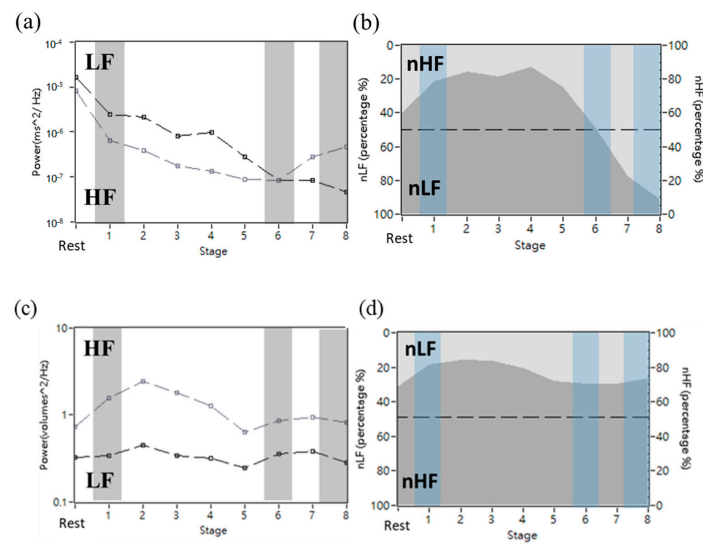 (a)
LF
HF
Power(ms^2/ Hz)
10^-4
10^-5
10^-6
10^-7
10^-8
Rest 1 2 3 4 5 6 7 8
Stage
(b)
nHF
nLF
nLF (percentage %)
0
20
40
60
80
100
nHF (percentage %)
100
80
60
40
20
0
Rest 1 2 3 4 5 6 7 8
Stage
(c)
HF
LF
Power(volumes^2/Hz)
10
1
0.1
Rest 1 2 3 4 5 6 7 8
Stage
(d)
nLF
nHF
nLF (percentage %)
0
20
40
60
80
100
nHF (percentage %)
100
80
60
40
20
0
Rest 1 2 3 4 5 6 7 8
Stage